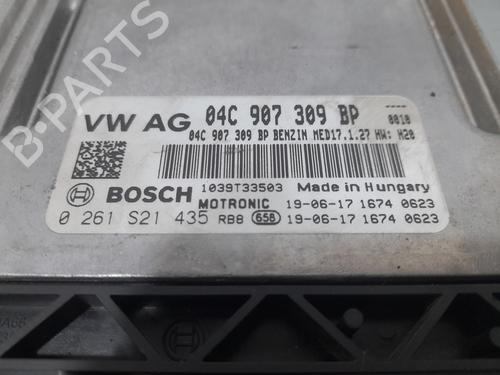 VW AG 04C 907 309 BP 0010
04C 907 309 BP BENZIN MED17.1.27 HW: H20
BOSCH 1039T33503 Made in Hungary
MOTRONIC 19-06-17 1674 0623
0 261 S21 435 RBB 658 19-06-17 1674 0623